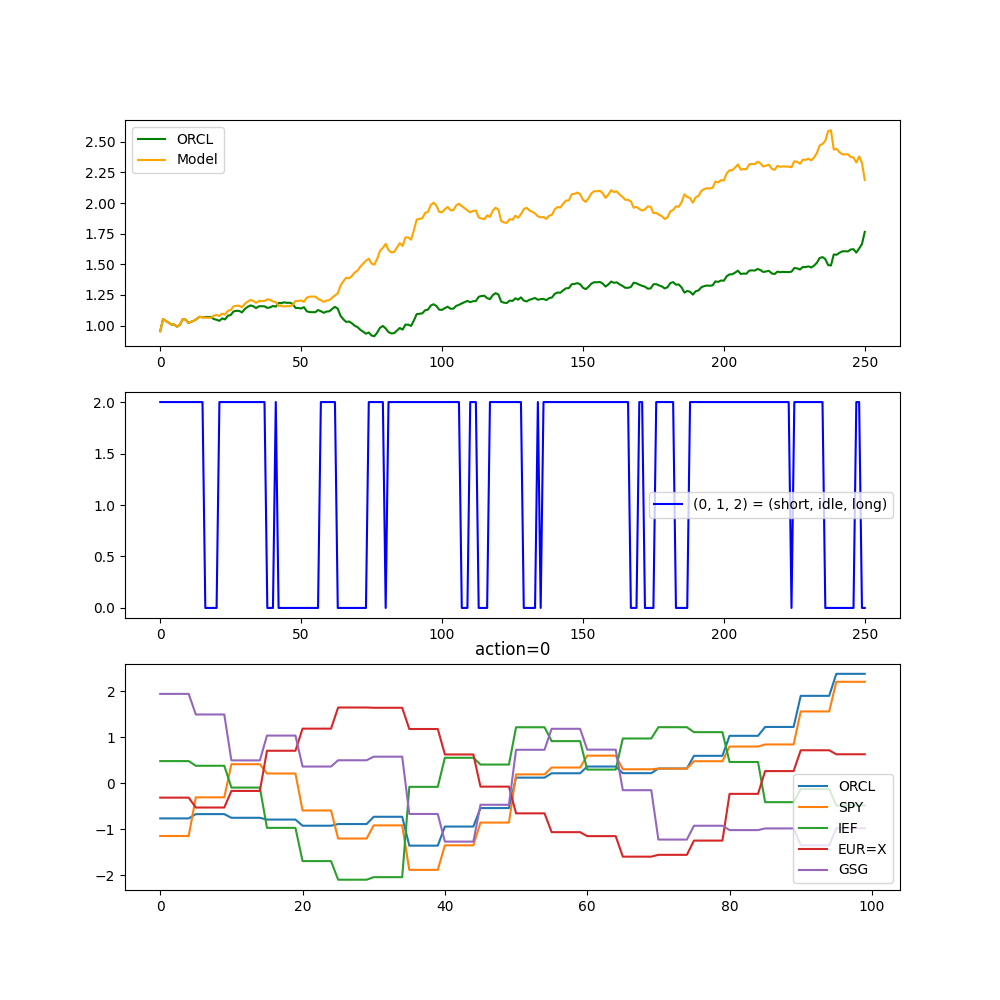 2.50
2.25
2.00
1.75
1.50
1.25
1.00
ORCL
Model
0 50 100 150 200 250
2.0
1.5
1.0
0.5
0.0
(0, 1, 2) = (short, idle, long)
0 50 100 150 200 250
action=0
2
1
0
−1
−2
ORCL
SPY
IEF
EUR=X
GSG
0 20 40 60 80 100